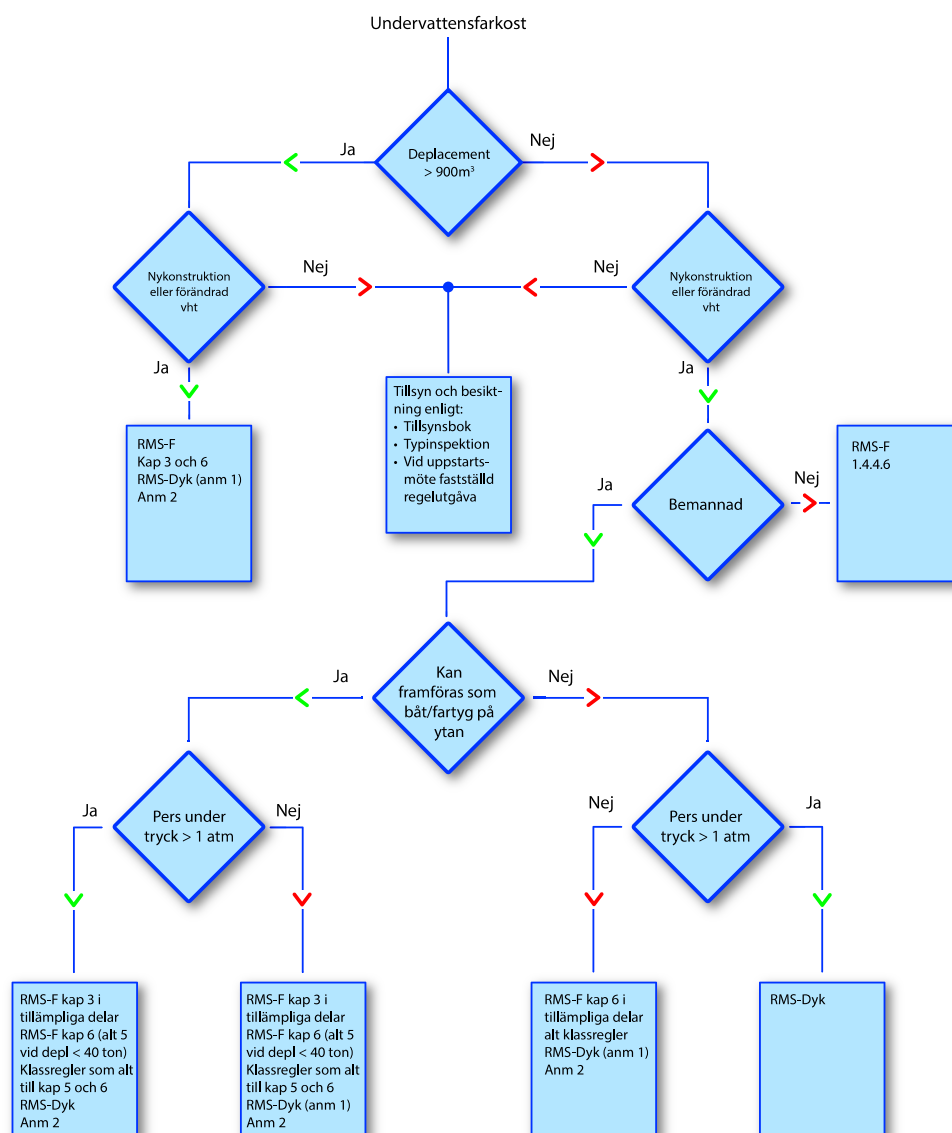 Undervattensfarkost
Ja
Nej
Deplacement
> 900m³
Nykonstruktion
eller förändrad
vht
Nej
Nej
Nykonstruktion
eller förändrad
vht
Ja
Ja
RMS-F
Kap 3 och 6
RMS-Dyk (anm 1)
Anm 2
Tillsyn och besikt-
ning enligt:
• Tillsynsbok
• Typinspektion
• Vid uppstarts-
möte fastställd
regelutgåva
Ja
Bemannad
Nej
RMS-F
1.4.4.6
Ja
Kan
framföras som
båt/fartyg på
ytan
Nej
Ja
Pers under
tryck > 1 atm
Nej
Nej
Pers under
tryck > 1 atm
Ja
RMS-F kap 3 i
tillämpliga delar
RMS-F kap 6 (alt 5
vid depl < 40 ton)
Klassregler som alt
till kap 5 och 6
RMS-Dyk
Anm 2
RMS-F kap 3 i
tillämpliga delar
RMS-F kap 6 (alt 5
vid depl < 40 ton)
Klassregler som alt
till kap 5 och 6
RMS-Dyk (anm 1)
Anm 2
RMS-F kap 6 i
tillämpliga delar
alt klassregler
RMS-Dyk (anm 1)
Anm 2
RMS-Dyk